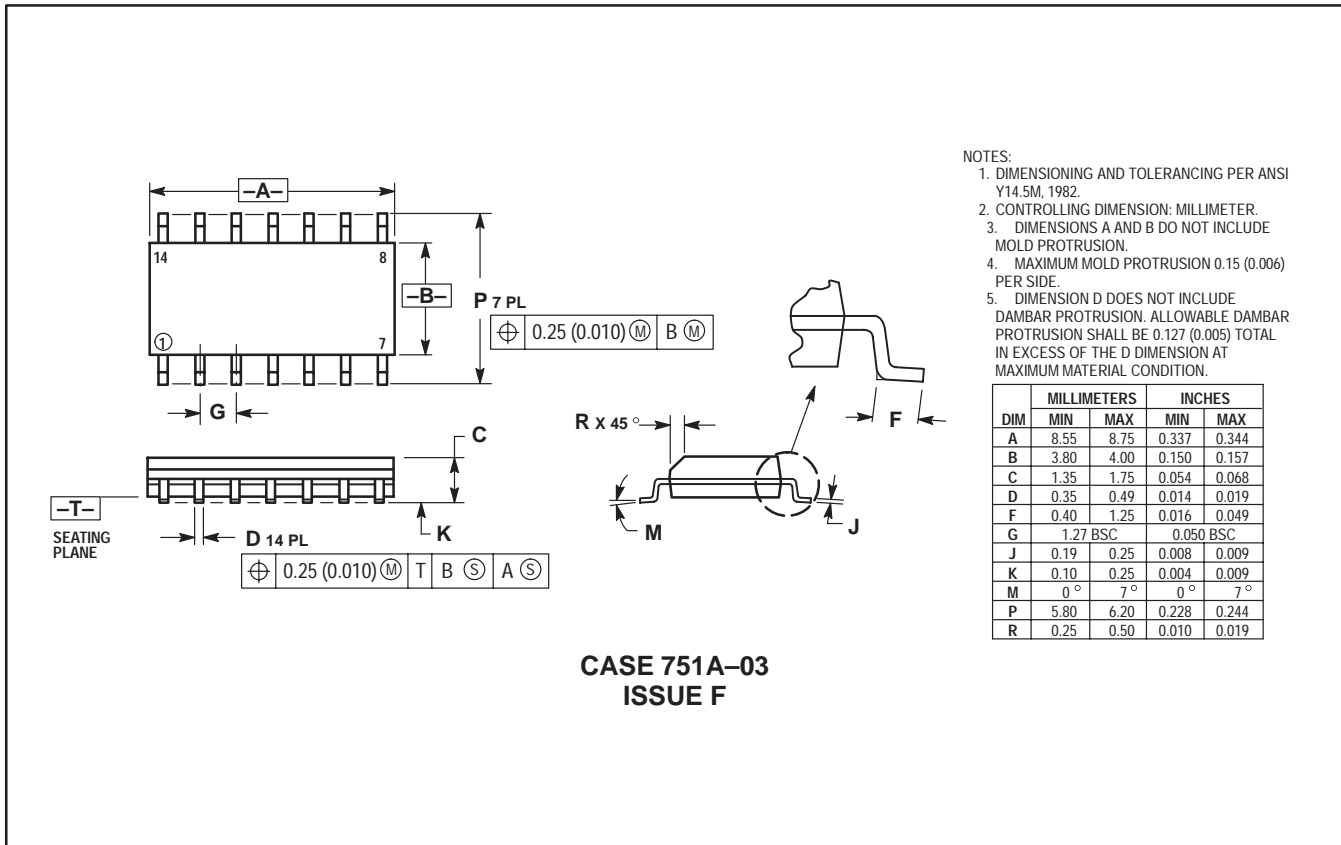 –A–
14 8
–B–
P 7 PL
⌖ 0.25 (0.010) Ⓜ B Ⓜ
① 7
G
C
–T–
SEATING
PLANE
K
D 14 PL
⌖ 0.25 (0.010) Ⓜ T B Ⓢ A Ⓢ
R X 45 °
M
J
F
NOTES:
1. DIMENSIONING AND TOLERANCING PER ANSI
Y14.5M, 1982.
2. CONTROLLING DIMENSION: MILLIMETER.
3. DIMENSIONS A AND B DO NOT INCLUDE
MOLD PROTRUSION.
4. MAXIMUM MOLD PROTRUSION 0.15 (0.006)
PER SIDE.
5. DIMENSION D DOES NOT INCLUDE
DAMBAR PROTRUSION. ALLOWABLE DAMBAR
PROTRUSION SHALL BE 0.127 (0.005) TOTAL
IN EXCESS OF THE D DIMENSION AT
MAXIMUM MATERIAL CONDITION.
MILLIMETERS INCHES
DIM MIN MAX MIN MAX
A 8.55 8.75 0.337 0.344
B 3.80 4.00 0.150 0.157
C 1.35 1.75 0.054 0.068
D 0.35 0.49 0.014 0.019
F 0.40 1.25 0.016 0.049
G 1.27 BSC 0.050 BSC
J 0.19 0.25 0.008 0.009
K 0.10 0.25 0.004 0.009
M 0 ° 7 ° 0 ° 7 °
P 5.80 6.20 0.228 0.244
R 0.25 0.50 0.010 0.019
CASE 751A–03
ISSUE F